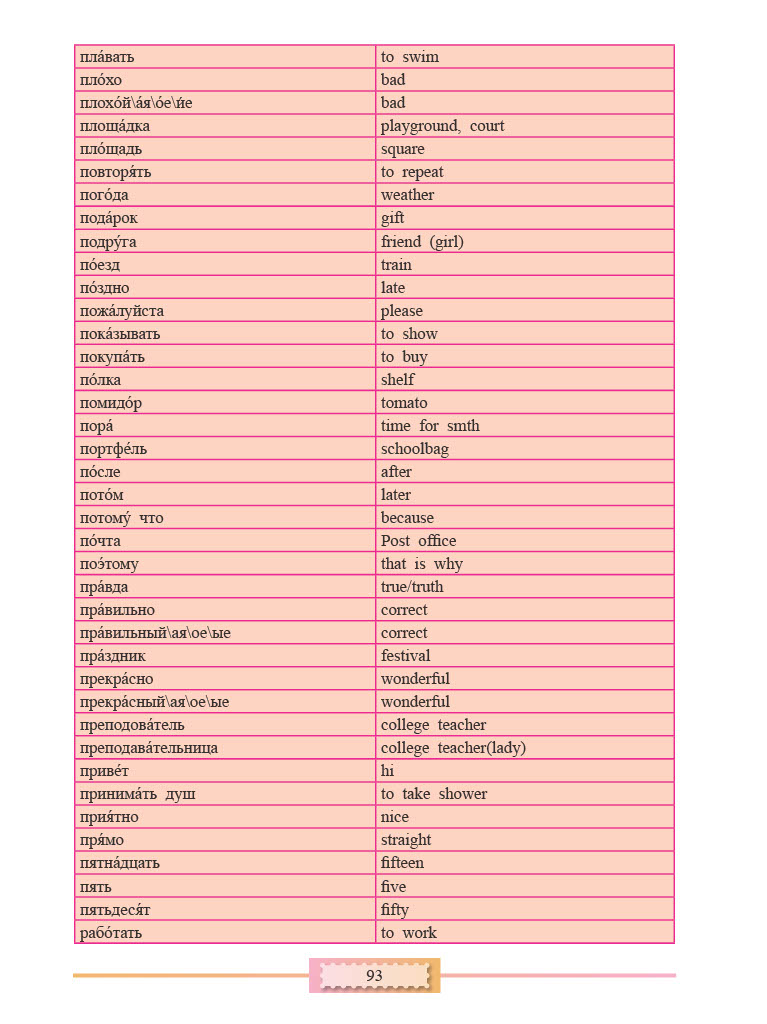 пла́вать to swim
пло́хо bad
плохо́й\а́я\о́е\и́е bad
площа́дка playground, court
пло́щадь square
повторя́ть to repeat
пого́да weather
пода́рок gift
подру́га friend (girl)
по́езд train
по́здно late
пожа́луйста please
пока́зывать to show
покупа́ть to buy
по́лка shelf
помидо́р tomato
пора́ time for smth
портфе́ль schoolbag
по́сле after
пото́м later
потому́ что because
по́чта Post office
поэ́тому that is why
пра́вда true/truth
пра́вильно correct
пра́вильный\ая\ое\ые correct
пра́здник festival
прекра́сно wonderful
прекра́сный\ая\ое\ые wonderful
преподова́тель college teacher
преподава́тельница college teacher(lady)
приве́т hi
принима́ть душ to take shower
прия́тно nice
пря́мо straight
пятна́дцать fifteen
пять five
пятьдеся́т fifty
рабо́тать to work
93